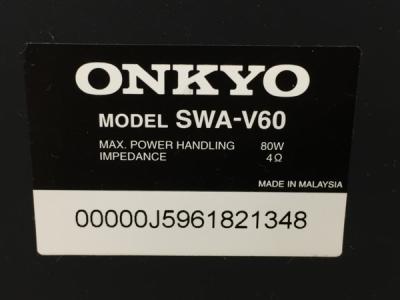 ONKYO
MODEL SWA-V60
MAX. POWER HANDLING 80W
IMPEDANCE 4Ω
MADE IN MALAYSIA
00000J5961821348